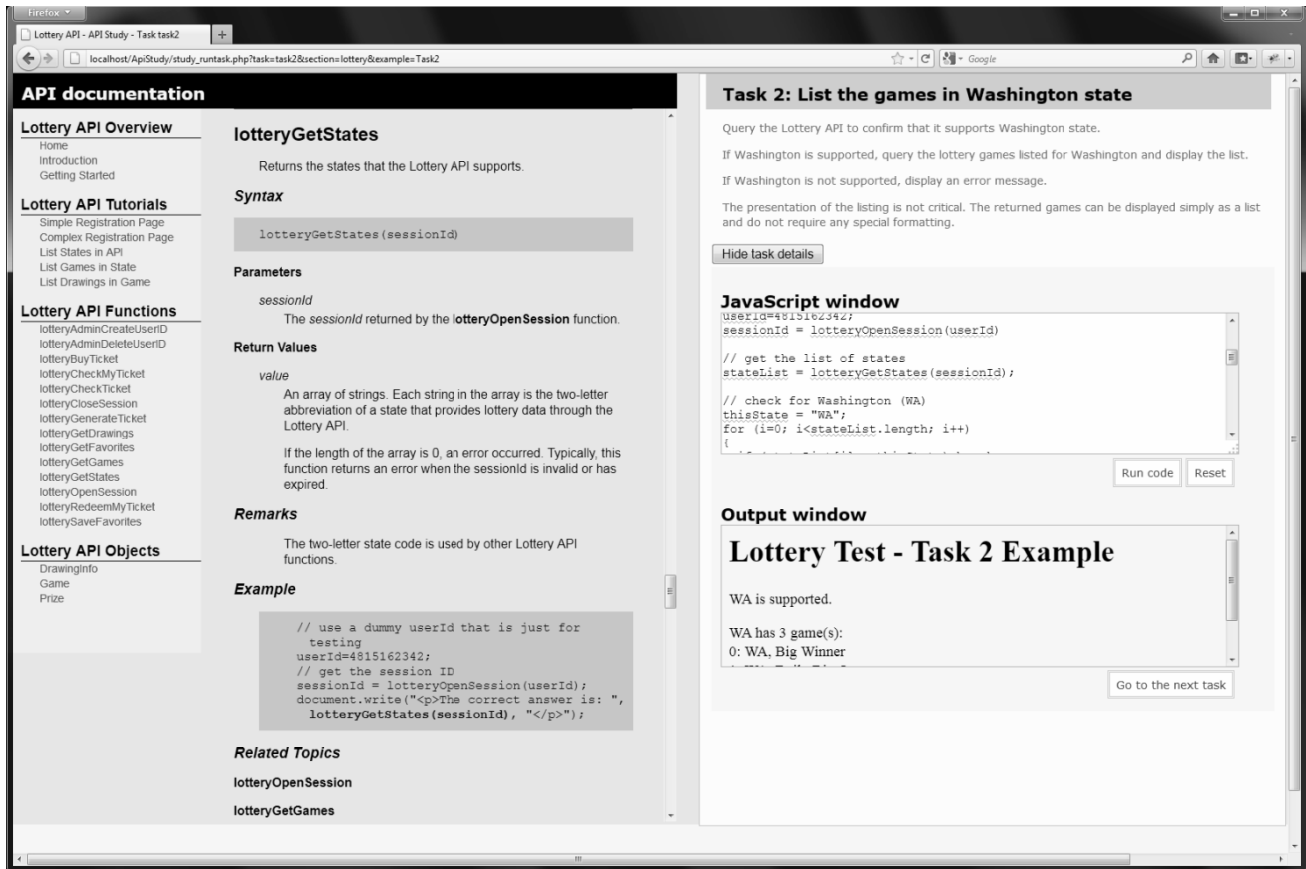 Firefox
Lottery API - API Study - Task task2
localhost/ApiStudy/study_runtask.php?task=task2&section=lottery&example=Task2
Google
API documentation
Lottery API Overview
Home
Introduction
Getting Started
Lottery API Tutorials
Simple Registration Page
Complex Registration Page
List States in API
List Games in State
List Drawings in Game
Lottery API Functions
lotteryAdminCreateUserID
lotteryAdminDeleteUserID
lotteryBuyTicket
lotteryCheckMyTicket
lotteryCheckTicket
lotteryCloseSession
lotteryGenerateTicket
lotteryGetDrawings
lotteryGetFavorites
lotteryGetGames
lotteryGetStates
lotteryOpenSession
lotteryRedeemMyTicket
lotterySaveFavorites
Lottery API Objects
DrawingInfo
Game
Prize
lotteryGetStates
Returns the states that the Lottery API supports.
Syntax
lotteryGetStates(sessionId)
Parameters
sessionId
The sessionId returned by the lotteryOpenSession function.
Return Values
value
An array of strings. Each string in the array is the two-letter
abbreviation of a state that provides lottery data through the
Lottery API.
If the length of the array is 0, an error occurred. Typically, this
function returns an error when the sessionId is invalid or has
expired.
Remarks
The two-letter state code is used by other Lottery API
functions.
Example
// use a dummy userId that is just for
testing
userId=4815162342;
// get the session ID
sessionId = lotteryOpenSession(userId);
document.write("<p>The correct answer is: ",
lotteryGetStates(sessionId), "</p>");
Related Topics
lotteryOpenSession
lotteryGetGames
Task 2: List the games in Washington state
Query the Lottery API to confirm that it supports Washington state.
If Washington is supported, query the lottery games listed for Washington and display the list.
If Washington is not supported, display an error message.
The presentation of the listing is not critical. The returned games can be displayed simply as a list
and do not require any special formatting.
Hide task details
JavaScript window
userId=4815162342;
sessionId = lotteryOpenSession(userId)
// get the list of states
stateList = lotteryGetStates(sessionId);
// check for Washington (WA)
thisState = "WA";
for (i=0; i<stateList.length; i++)
{
Run code
Reset
Output window
Lottery Test - Task 2 Example
WA is supported.
WA has 3 game(s):
0: WA, Big Winner
Go to the next task